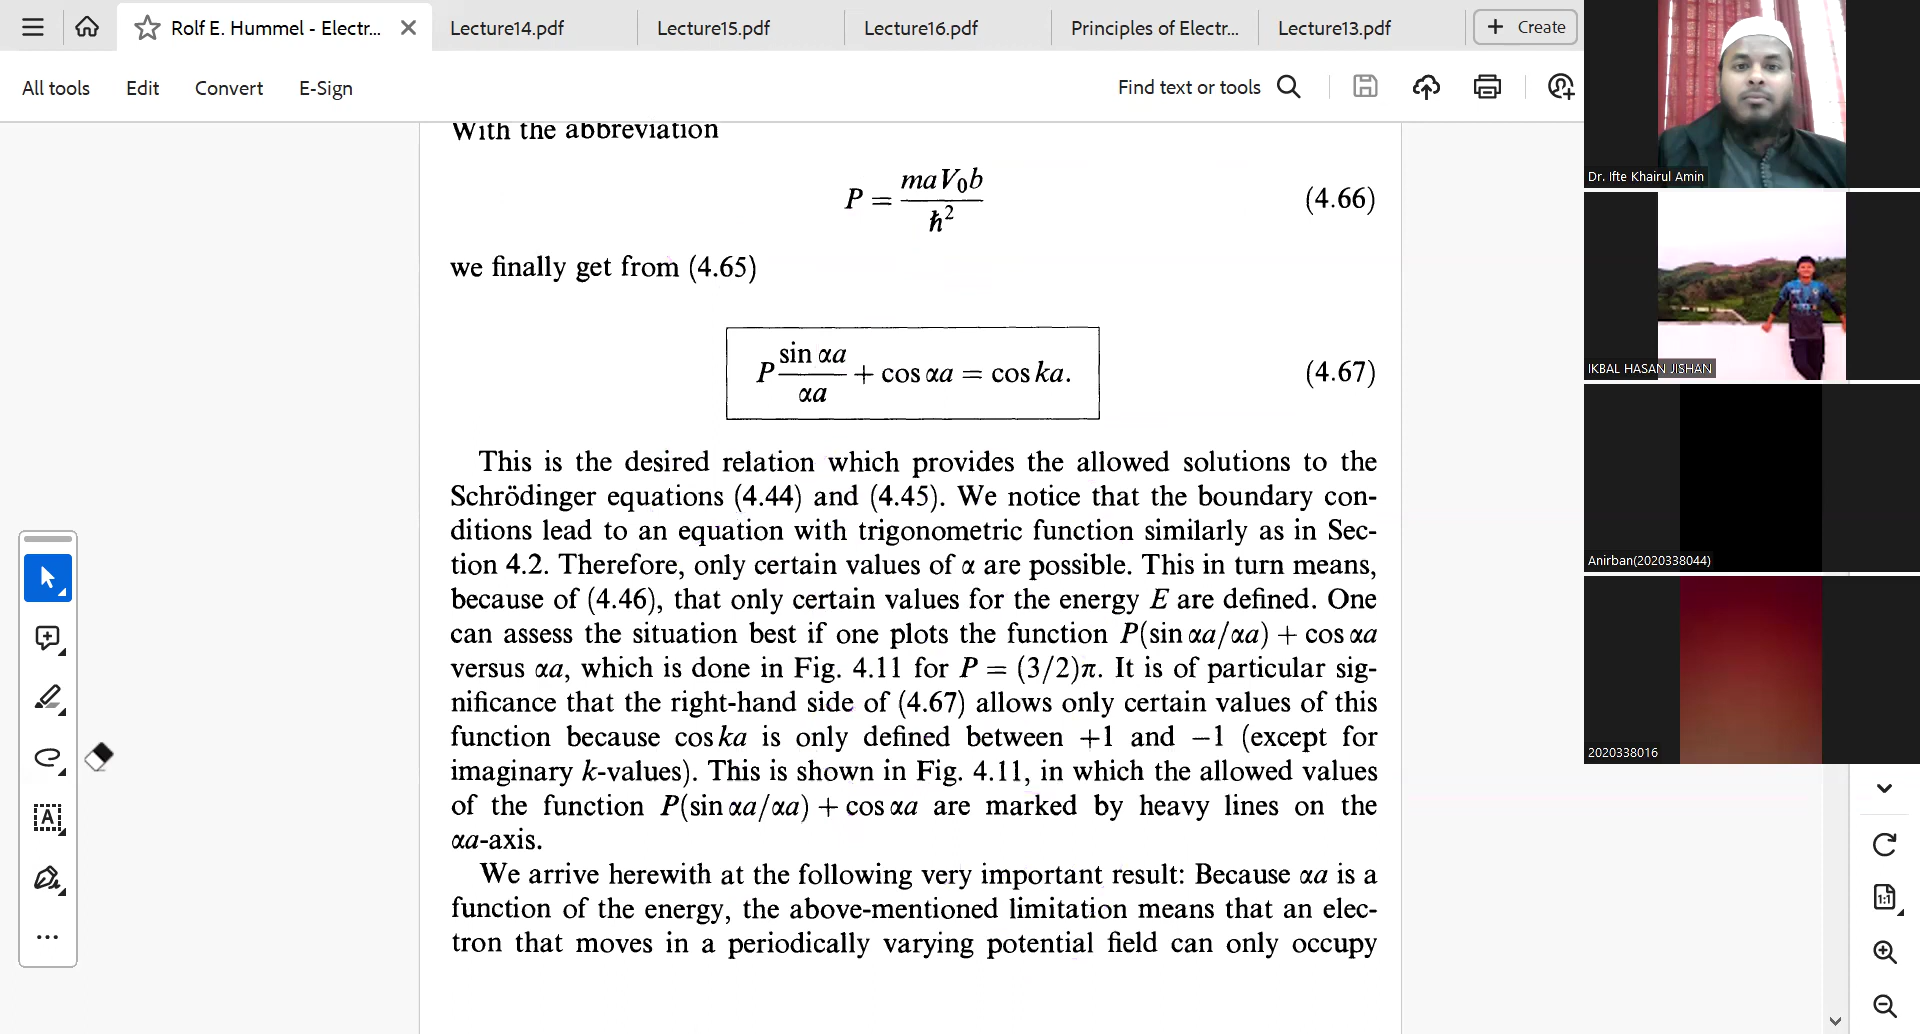 Rolf E. Hummel - Electr...
Lecture14.pdf
Lecture15.pdf
Lecture16.pdf
Principles of Electr...
Lecture13.pdf
+ Create
All tools
Edit
Convert
E-Sign
Find text or tools
With the abbreviation
P = maV₀b / ħ² (4.66)
we finally get from (4.65)
P sin αa / αa + cos αa = cos ka. (4.67)
This is the desired relation which provides the allowed solutions to the
Schrödinger equations (4.44) and (4.45). We notice that the boundary con-
ditions lead to an equation with trigonometric function similarly as in Sec-
tion 4.2. Therefore, only certain values of α are possible. This in turn means,
because of (4.46), that only certain values for the energy E are defined. One
can assess the situation best if one plots the function P(sin αa/αa) + cos αa
versus αa, which is done in Fig. 4.11 for P = (3/2)π. It is of particular sig-
nificance that the right-hand side of (4.67) allows only certain values of this
function because cos ka is only defined between +1 and −1 (except for
imaginary k-values). This is shown in Fig. 4.11, in which the allowed values
of the function P(sin αa/αa) + cos αa are marked by heavy lines on the
αa-axis.
We arrive herewith at the following very important result: Because αa is a
function of the energy, the above-mentioned limitation means that an elec-
tron that moves in a periodically varying potential field can only occupy
Dr. Ifte Khairul Amin
IKBAL HASAN JISHAN
Anirban(2020338044)
2020338016
1:1